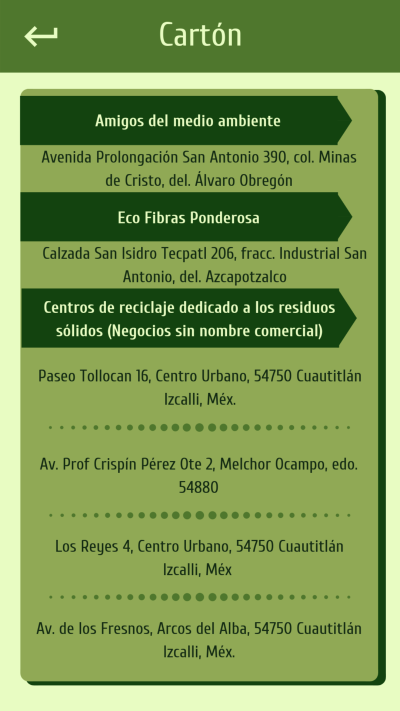 Cartón
Amigos del medio ambiente
Avenida Prolongación San Antonio 390, col. Minas
de Cristo, del. Álvaro Obregón
Eco Fibras Ponderosa
Calzada San Isidro Tecpatl 206, fracc. Industrial San
Antonio, del. Azcapotzalco
Centros de reciclaje dedicado a los residuos
sólidos (Negocios sin nombre comercial)
Paseo Tollocan 16, Centro Urbano, 54750 Cuautitlán
Izcalli, Méx.
Av. Prof Crispín Pérez Ote 2, Melchor Ocampo, edo.
54880
Los Reyes 4, Centro Urbano, 54750 Cuautitlán
Izcalli, Méx
Av. de los Fresnos, Arcos del Alba, 54750 Cuautitlán
Izcalli, Méx.